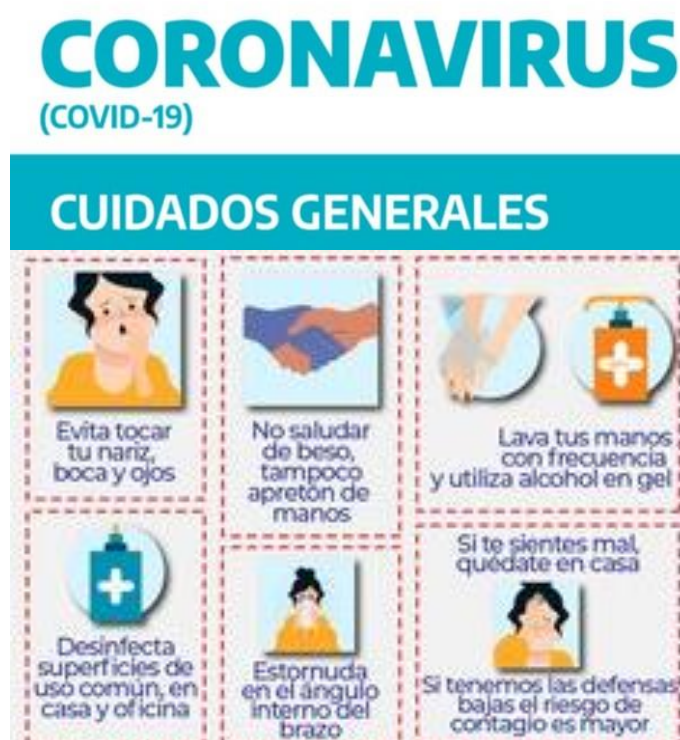 CORONAVIRUS
(COVID-19)
CUIDADOS GENERALES
Evita tocar
tu nariz,
boca y ojos
No saludar
de beso,
tampoco
apretón de
manos
Lava tus manos
con frecuencia
y utiliza alcohol en gel
Desinfecta
superficies de
uso común, en
casa y oficina
Estornuda
en el ángulo
interno del
brazo
Si te sientes mal,
quédate en casa
Si tenemos las defensas
bajas el riesgo de
contagio es mayor